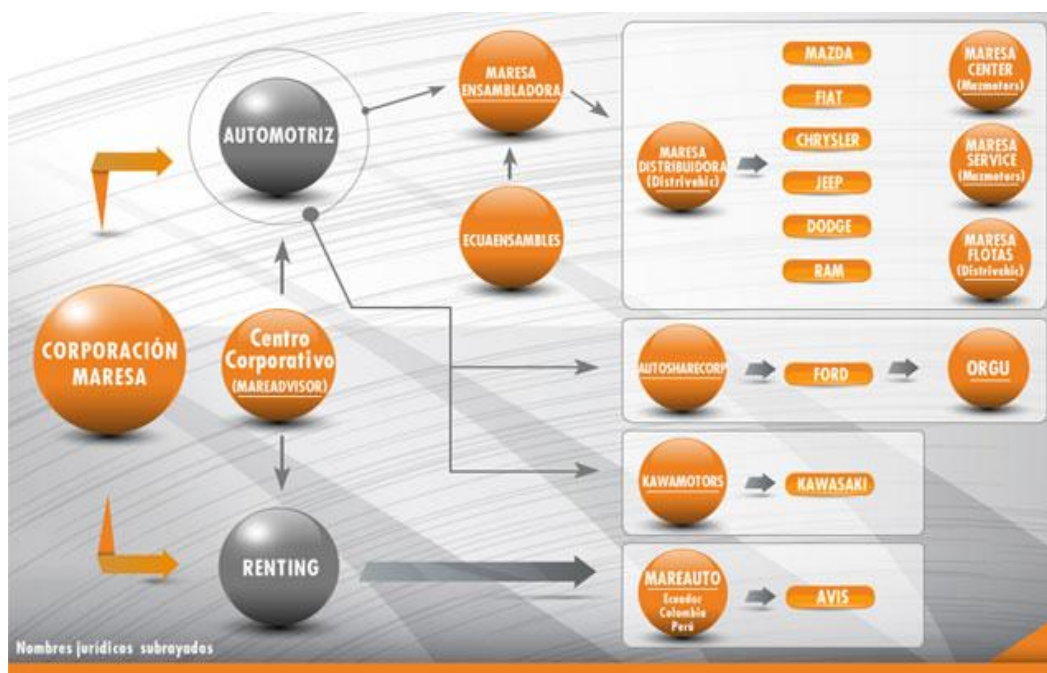 AUTOMOTRIZ
MARESA
ENSAMBLADORA
ECUAENSAMBLES
MARESA
DISTRIBUIDORA
(Distrivehic)
MAZDA
FIAT
CHRYSLER
JEEP
DODGE
RAM
MARESA
CENTER
(Mazmotors)
MARESA
SERVICE
(Mazmotors)
MARESA
FLOTAS
(Distrivehic)
CORPORACIÓN
MARESA
Centro
Corporativo
(MAREADVISOR)
AUTOSHARECORP
FORD
ORGU
KAWAMOTORS
KAWASAKI
RENTING
MAREAUTO
Ecuador
Colombia
Perú
AVIS
Nombres jurídicos subrayados